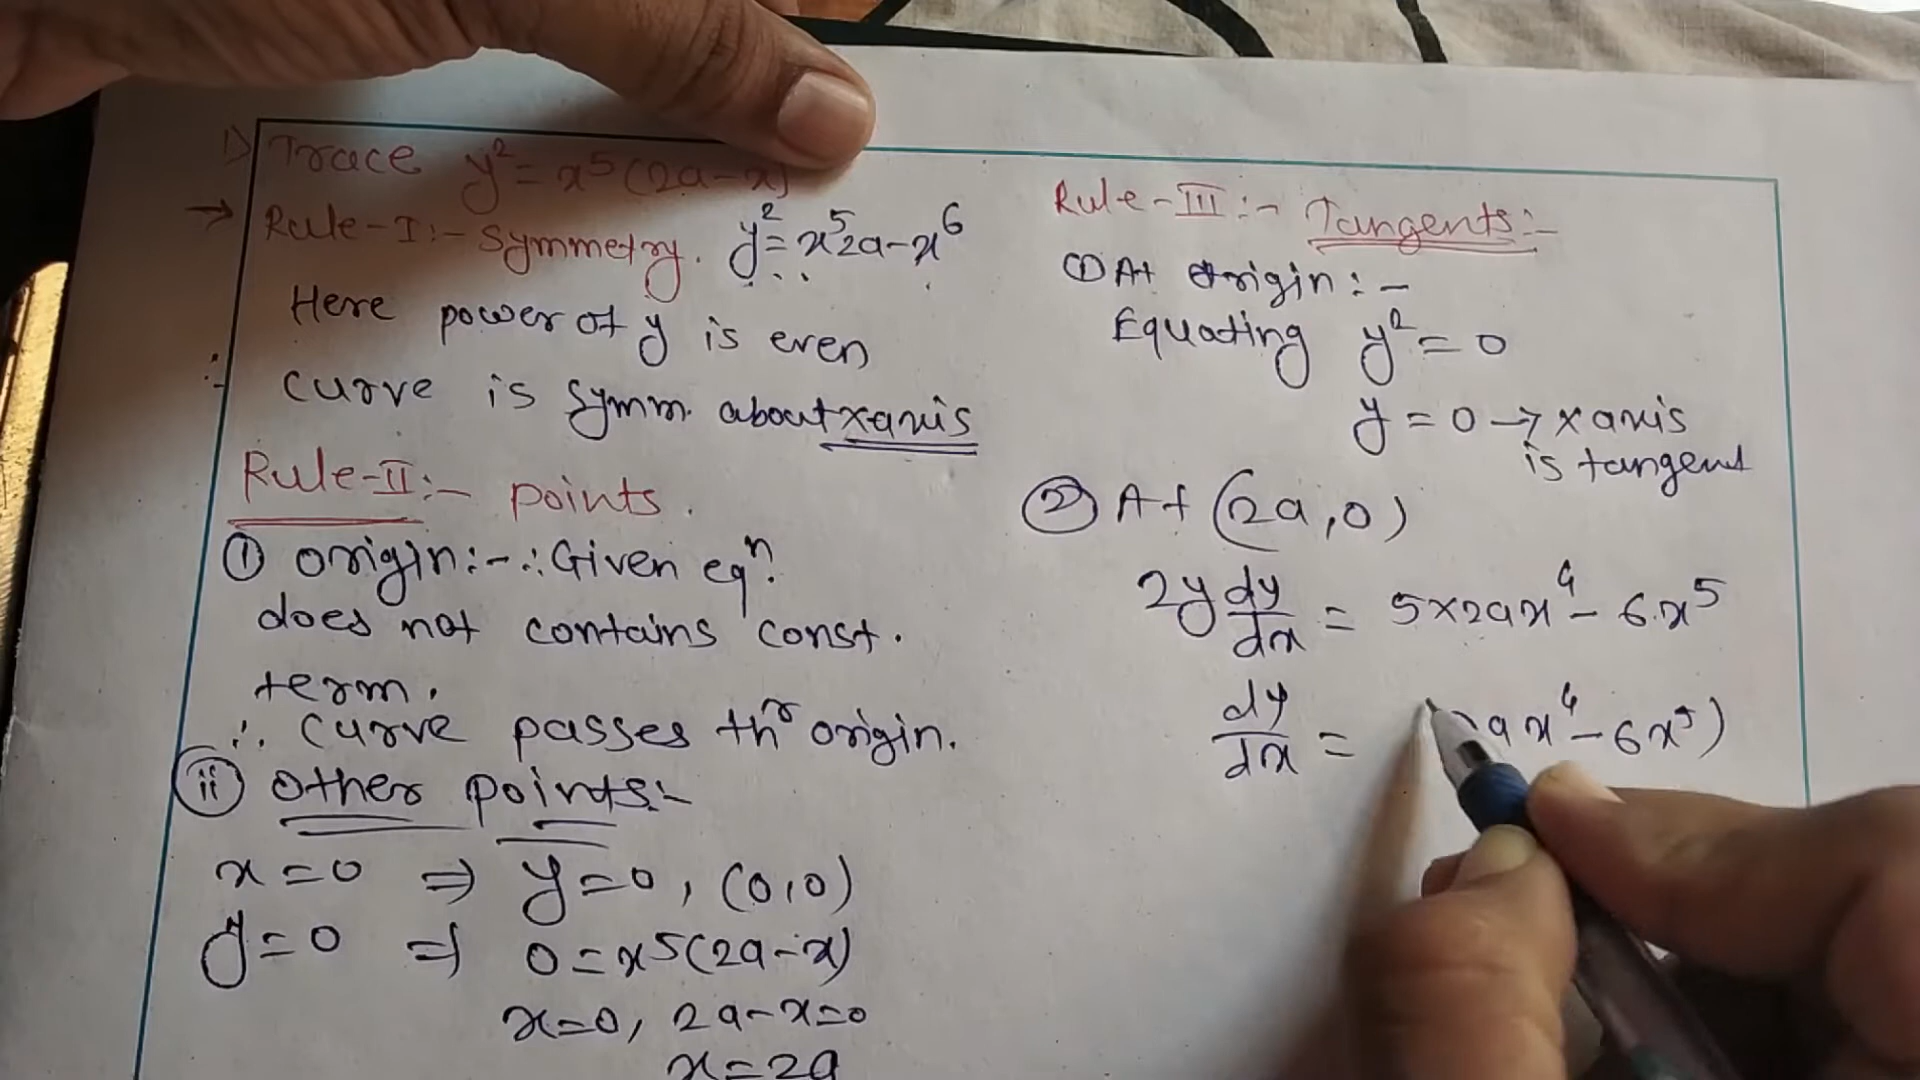 1) Trace y² = x⁵(2a-x)
→ Rule-I:- Symmetry. y² = x⁵2a-x⁶
Here power of y is even
∴ curve is symm. about x axis
Rule-II:- points.
① origin:- ∴ Given eqⁿ.
does not contains const.
term.
∴ curve passes thʳ origin.
ii other points:-
x=0 ⇒ y=0, (0,0)
y=0 ⇒ 0=x⁵(2a-x)
x=0, 2a-x=0
x=2a
Rule-III:- Tangents:-
① At origin:-
Equating y² = 0
y = 0 → x axis
is tangent
② At (2a, 0)
2y dy/dx = 5×2ax⁴ - 6x⁵
dy/dx = ax⁴ - 6x⁵)